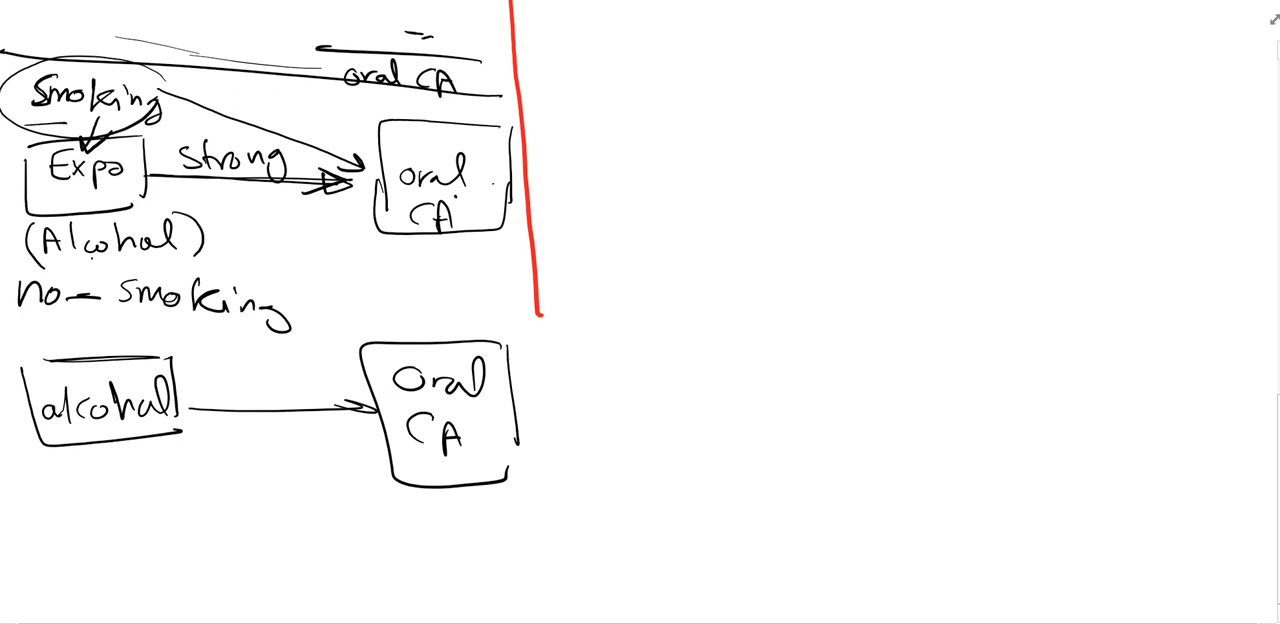 oral CA
Smoking
Expo
strong
oral
CA
(Alcohal)
no - smoking
alcohal
Oral
CA